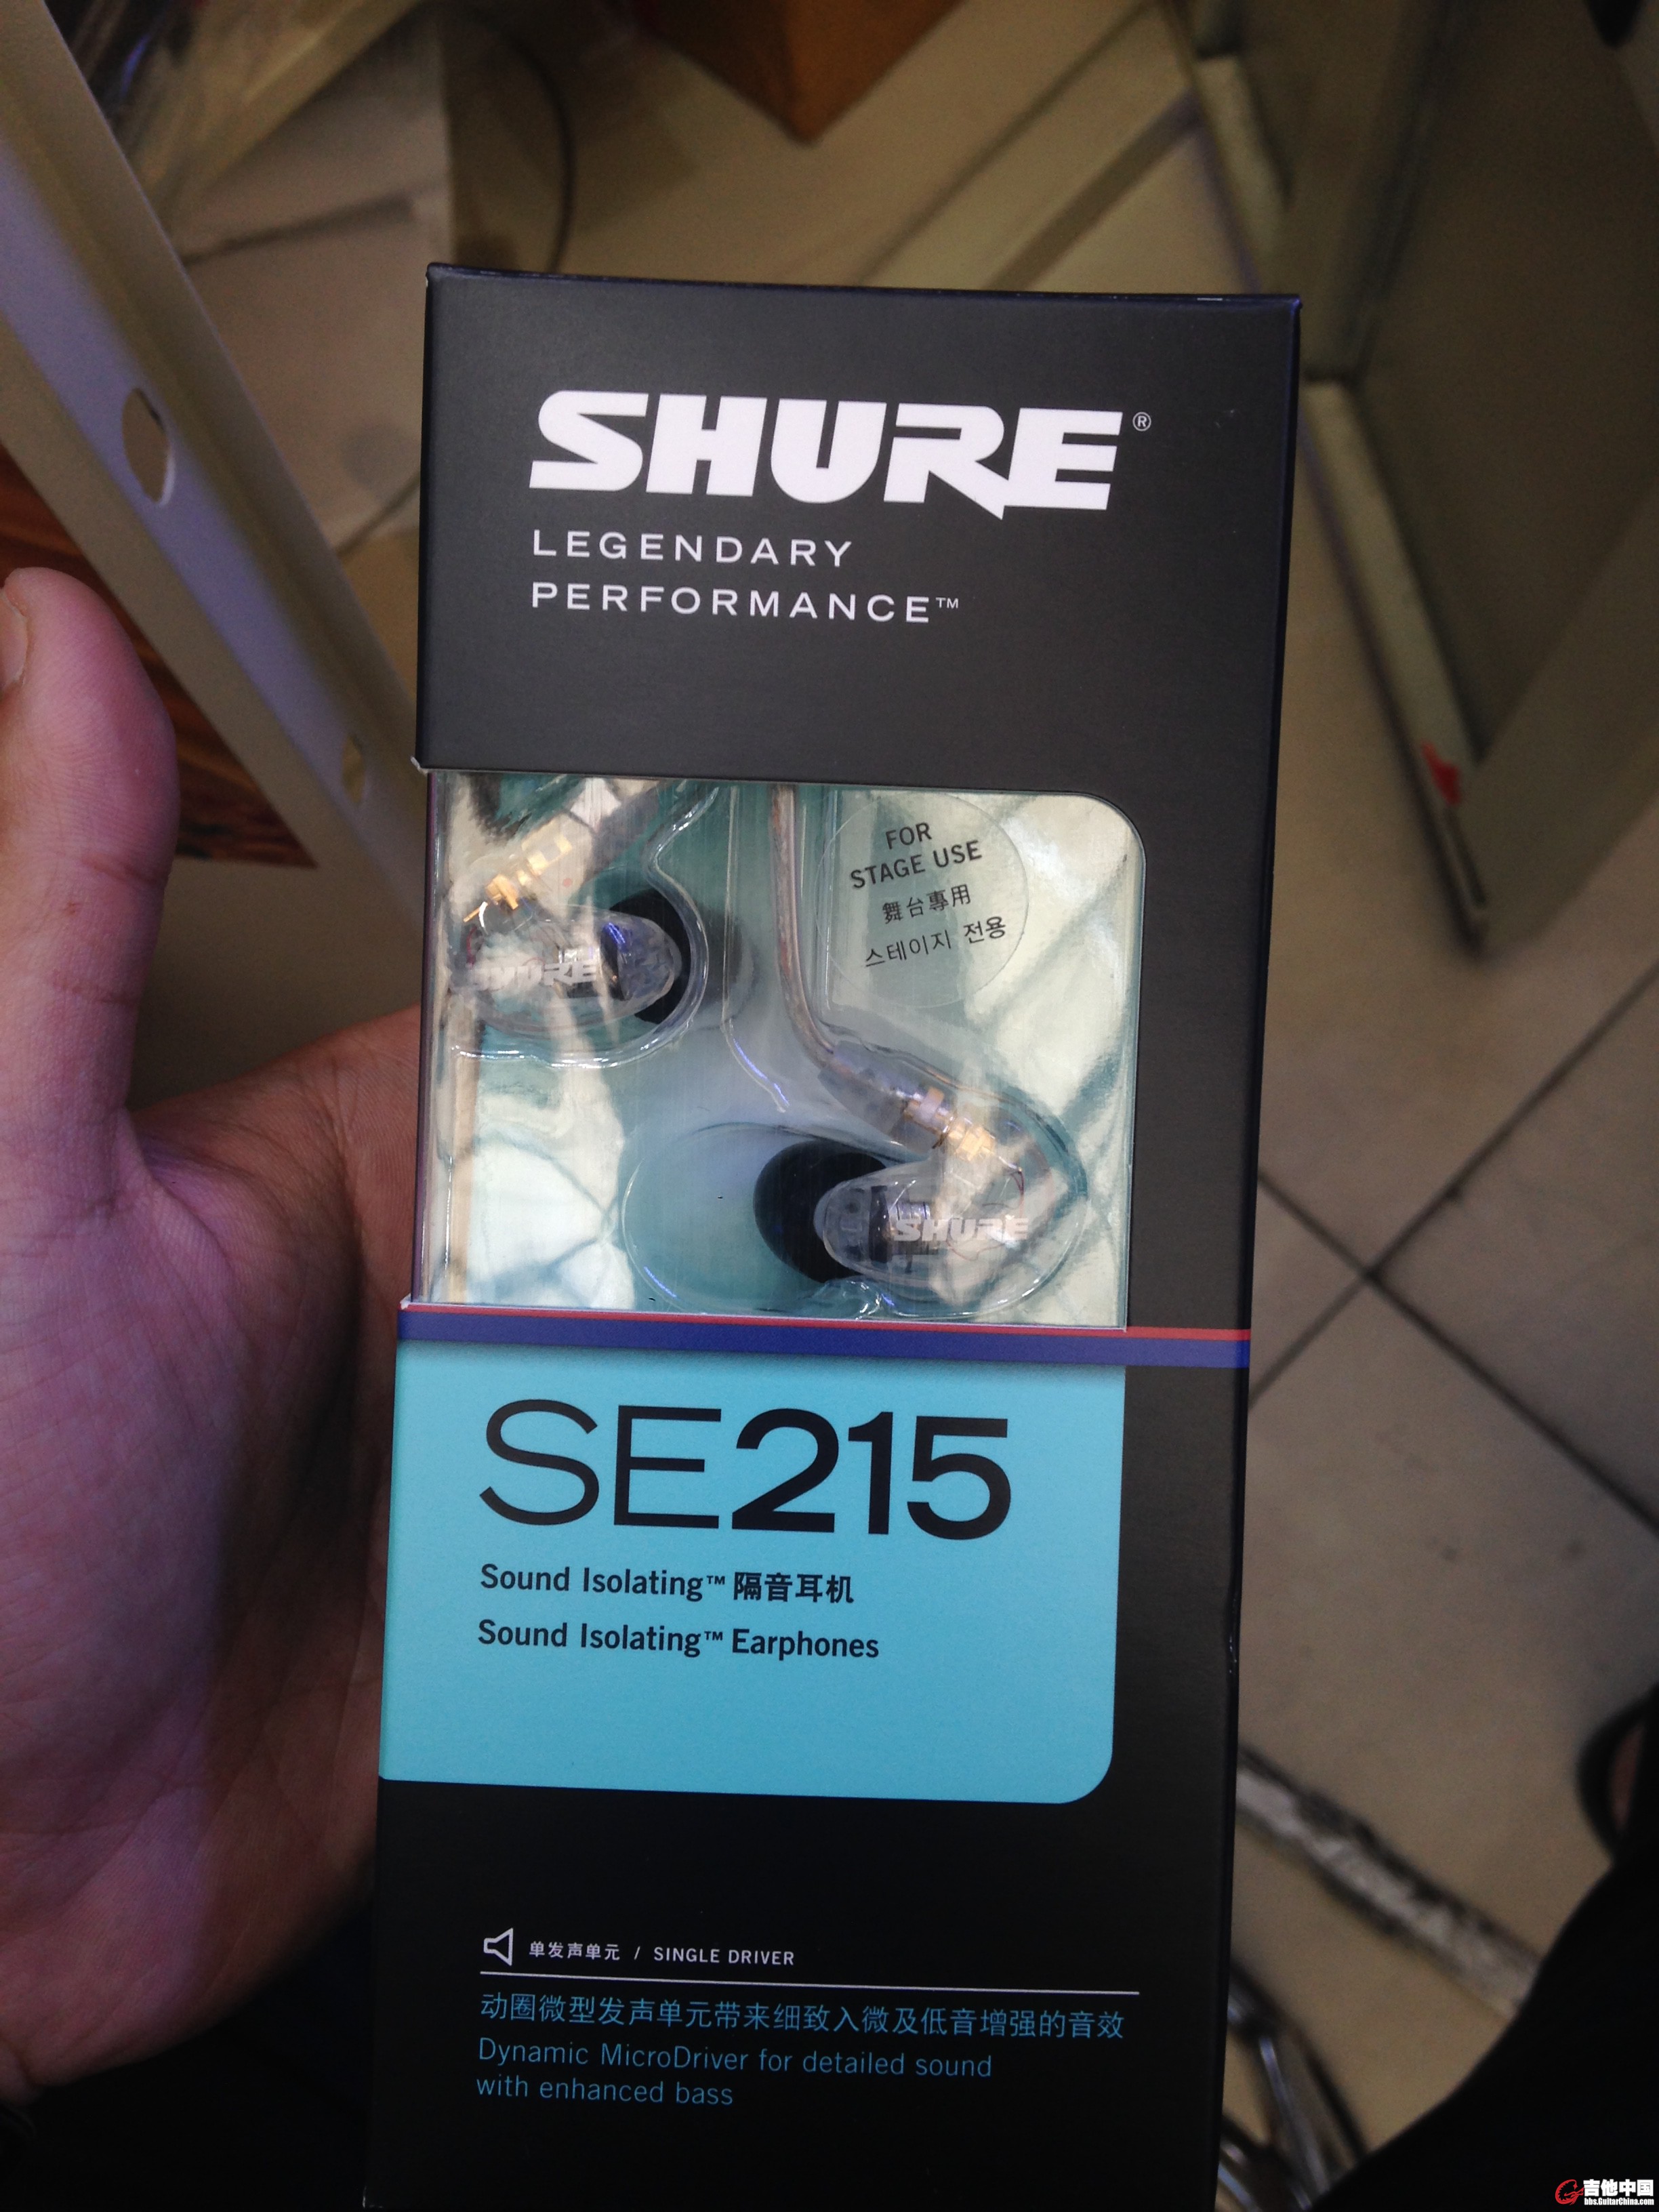 SHURE®
LEGENDARY
PERFORMANCE™
FOR
STAGE USE
舞台專用
스테이지 전용
SHURE
SHURE
SE215
Sound Isolating™ 隔音耳机
Sound Isolating™ Earphones
单发声单元 / SINGLE DRIVER
动圈微型发声单元带来细致入微及低音增强的音效
Dynamic MicroDriver for detailed sound
with enhanced bass
吉他中国
bbs.GuitarChina.com